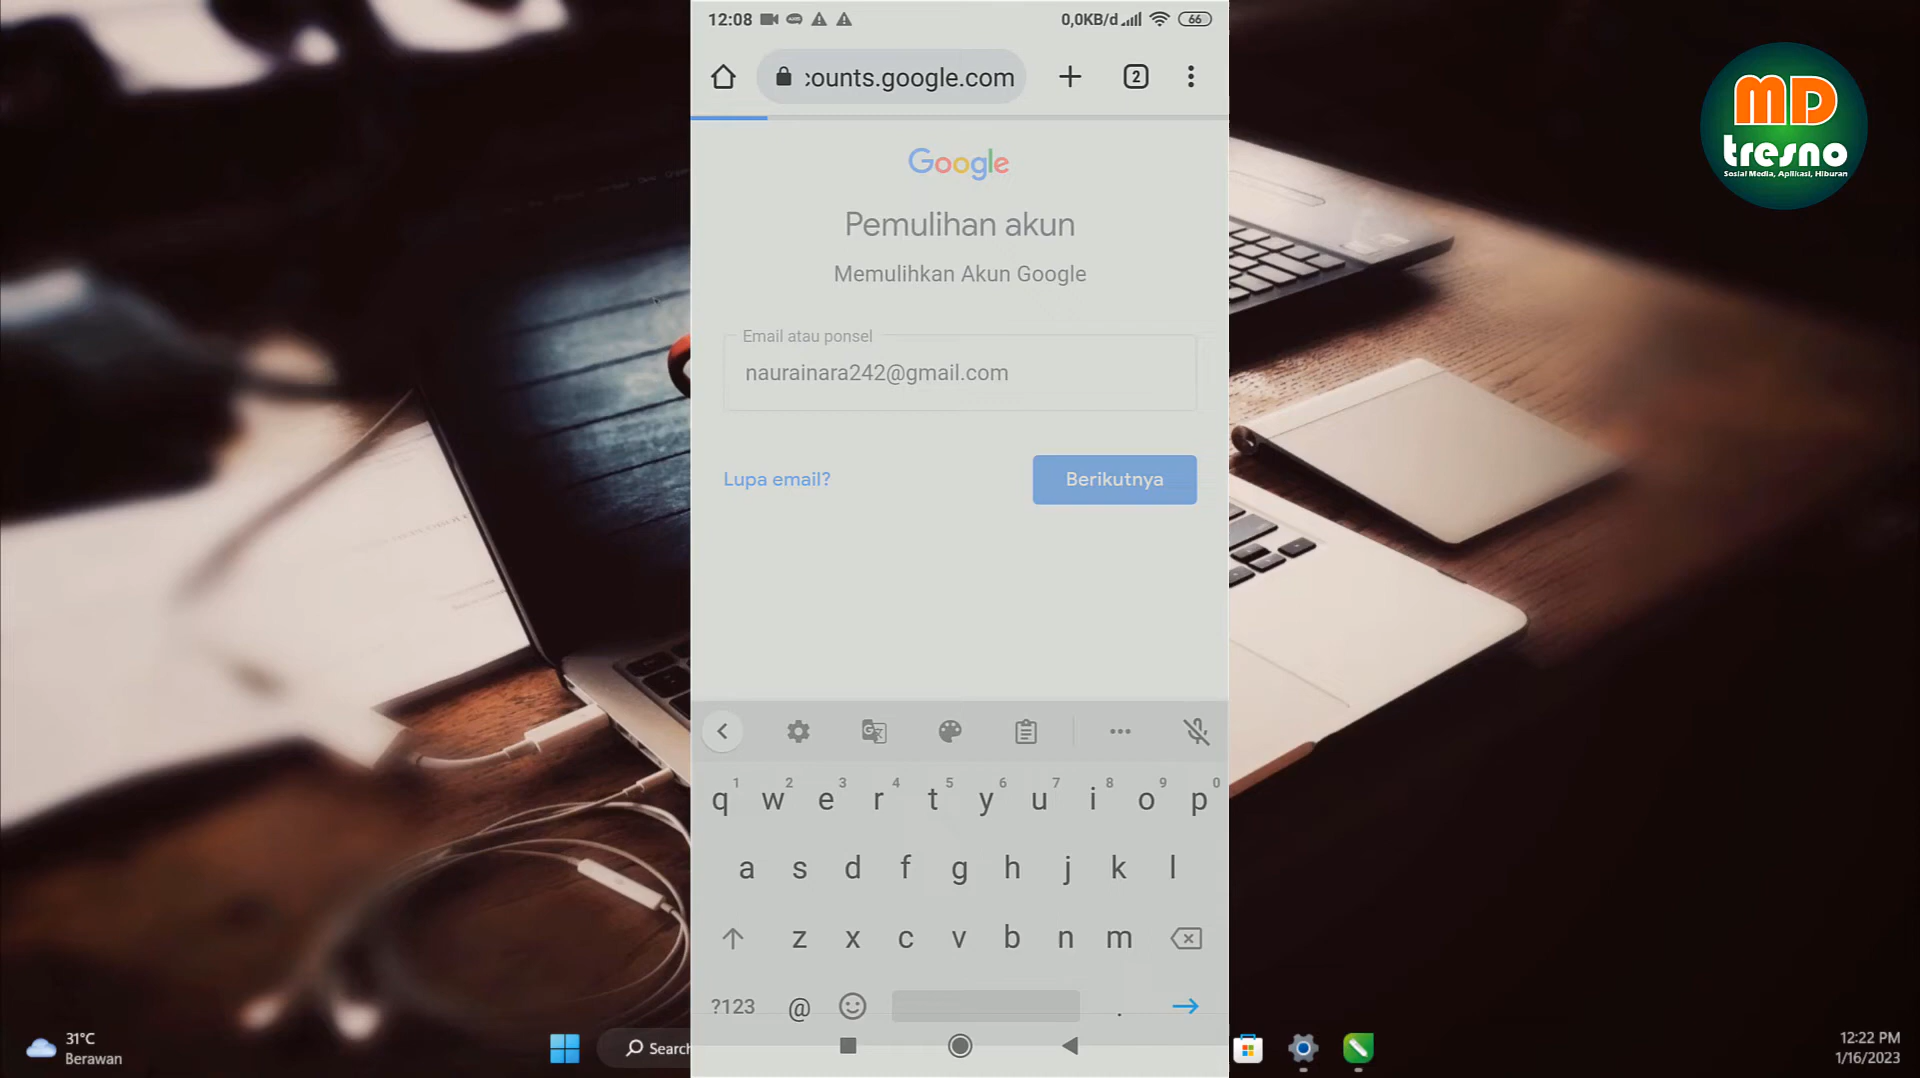 12:08
0,0KB/d
66
:ounts.google.com
2
MD
tresno
Sosial Media, Aplikasi, Hiburan
Google
Pemulihan akun
Memulihkan Akun Google
Email atau ponsel
naurainara242@gmail.com
Lupa email?
Berikutnya
1 2 3 4 5 6 7 8 9 0
q w e r t y u i o p
a s d f g h j k l
z x c v b n m
?123 @ .
31°C
Berawan
Search
12:22 PM
1/16/2023